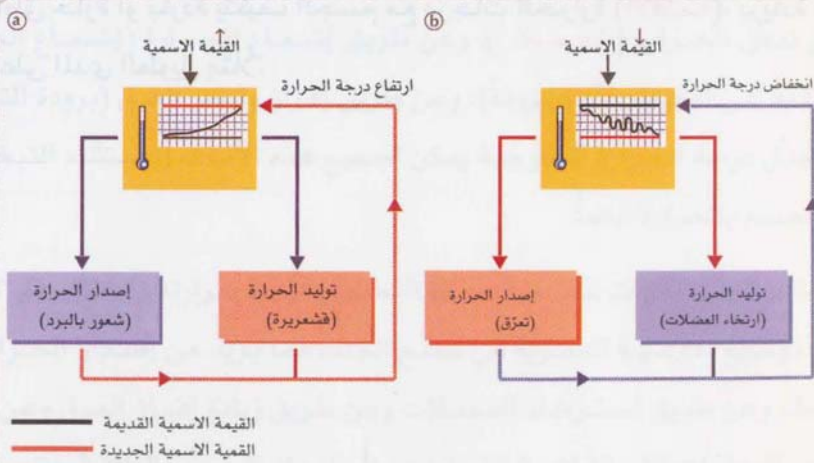 a
القيمة الاسمية
ارتفاع درجة الحرارة
إصدار الحرارة
(شعور بالبرد)
توليد الحرارة
(قشعريرة)
b
القيمة الاسمية
انخفاض درجة الحرارة
إصدار الحرارة
(تعرّق)
توليد الحرارة
(ارتخاء العضلات)
القيمة الاسمية القديمة
القمية الاسمية الجديدة